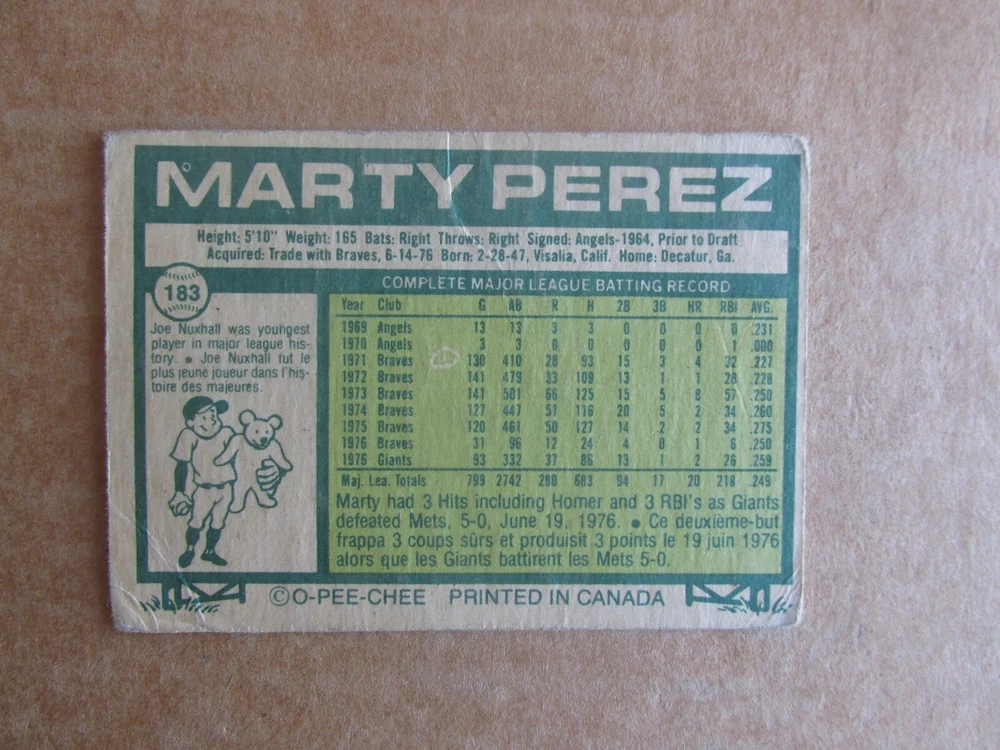 MARTY PEREZ
Height: 5'10" Weight: 165 Bats: Right Throws: Right Signed: Angels-1964, Prior to Draft
Acquired: Trade with Braves, 6-14-76 Born: 2-28-47, Visalia, Calif. Home: Decatur, Ga.
183
Joe Nuxhall was youngest
player in major league his-
tory. • Joe Nuxhall fut le
plus jeune joueur dans l'his-
toire des majeures.
COMPLETE MAJOR LEAGUE BATTING RECORD
Year Club G AB R H 2B 3B HR RBI AVG.
1969 Angels 13 13 3 3 0 0 0 0 .231
1970 Angels 3 3 0 0 0 0 0 1 .000
1971 Braves 130 410 28 93 15 3 4 32 .227
1972 Braves 141 479 33 109 13 1 1 28 .228
1973 Braves 141 501 66 125 15 5 8 57 .250
1974 Braves 127 447 51 116 20 5 2 34 .260
1975 Braves 120 461 50 127 14 2 2 34 .275
1976 Braves 31 96 12 24 4 0 1 6 .250
1976 Giants 93 332 37 86 13 1 2 26 .259
Maj. Lea. Totals 799 2742 280 683 94 17 20 218 .249
Marty had 3 Hits including Homer and 3 RBI's as Giants
defeated Mets, 5-0, June 19, 1976. • Ce deuxième-but
frappa 3 coups sûrs et produisit 3 points le 19 juin 1976
alors que les Giants battirent les Mets 5-0.
©O-PEE-CHEE PRINTED IN CANADA